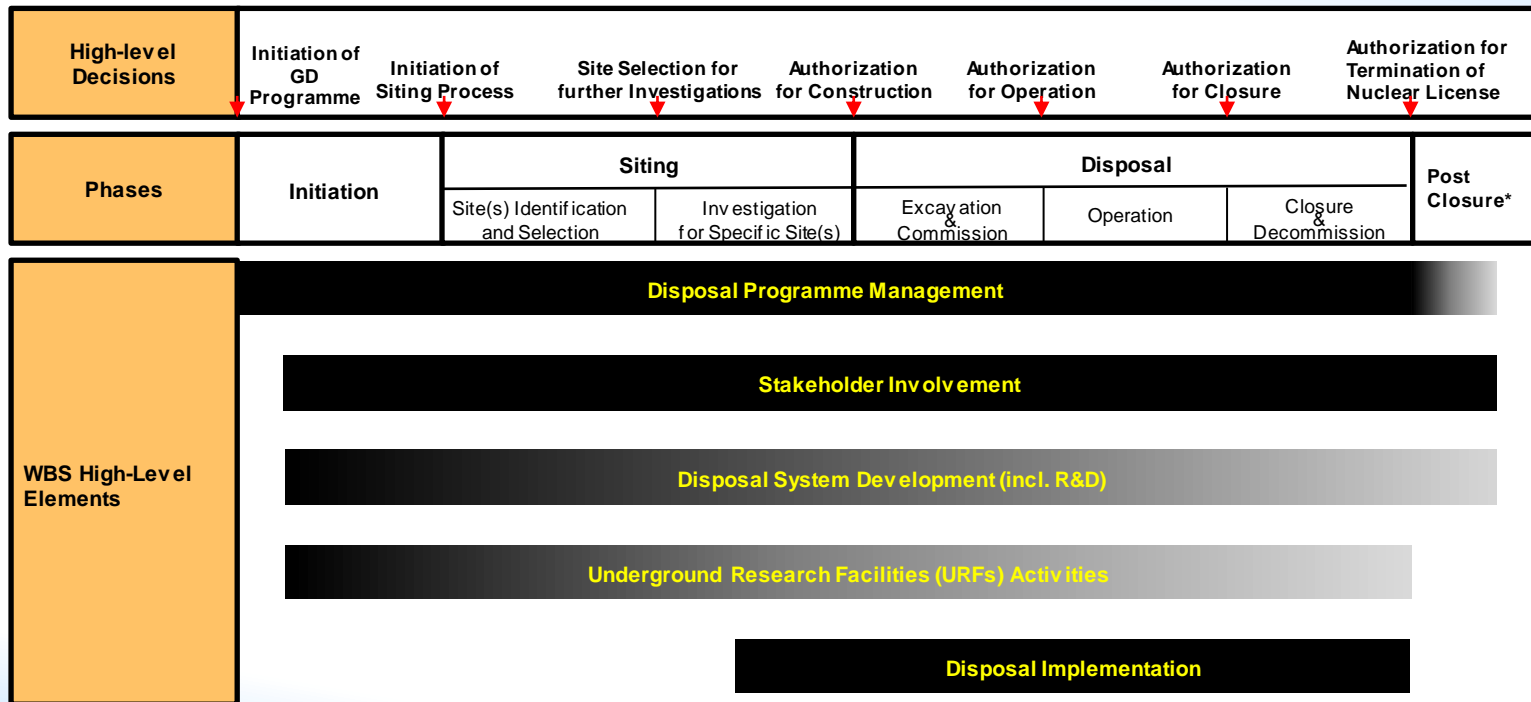 High-level
Decisions
Initiation of
GD
Programme
Initiation of
Siting Process
Site Selection for
further Investigations
Authorization
for Construction
Authorization
for Operation
Authorization
for Closure
Authorization for
Termination of
Nuclear License
Phases
Initiation
Siting
Site(s) Identification
and Selection
Investigation
for Specific Site(s)
Disposal
Excavation
&
Commission
Operation
Closure
&
Decommission
Post
Closure*
WBS High-Level
Elements
Disposal Programme Management
Stakeholder Involvement
Disposal System Development (incl. R&D)
Underground Research Facilities (URFs) Activities
Disposal Implementation